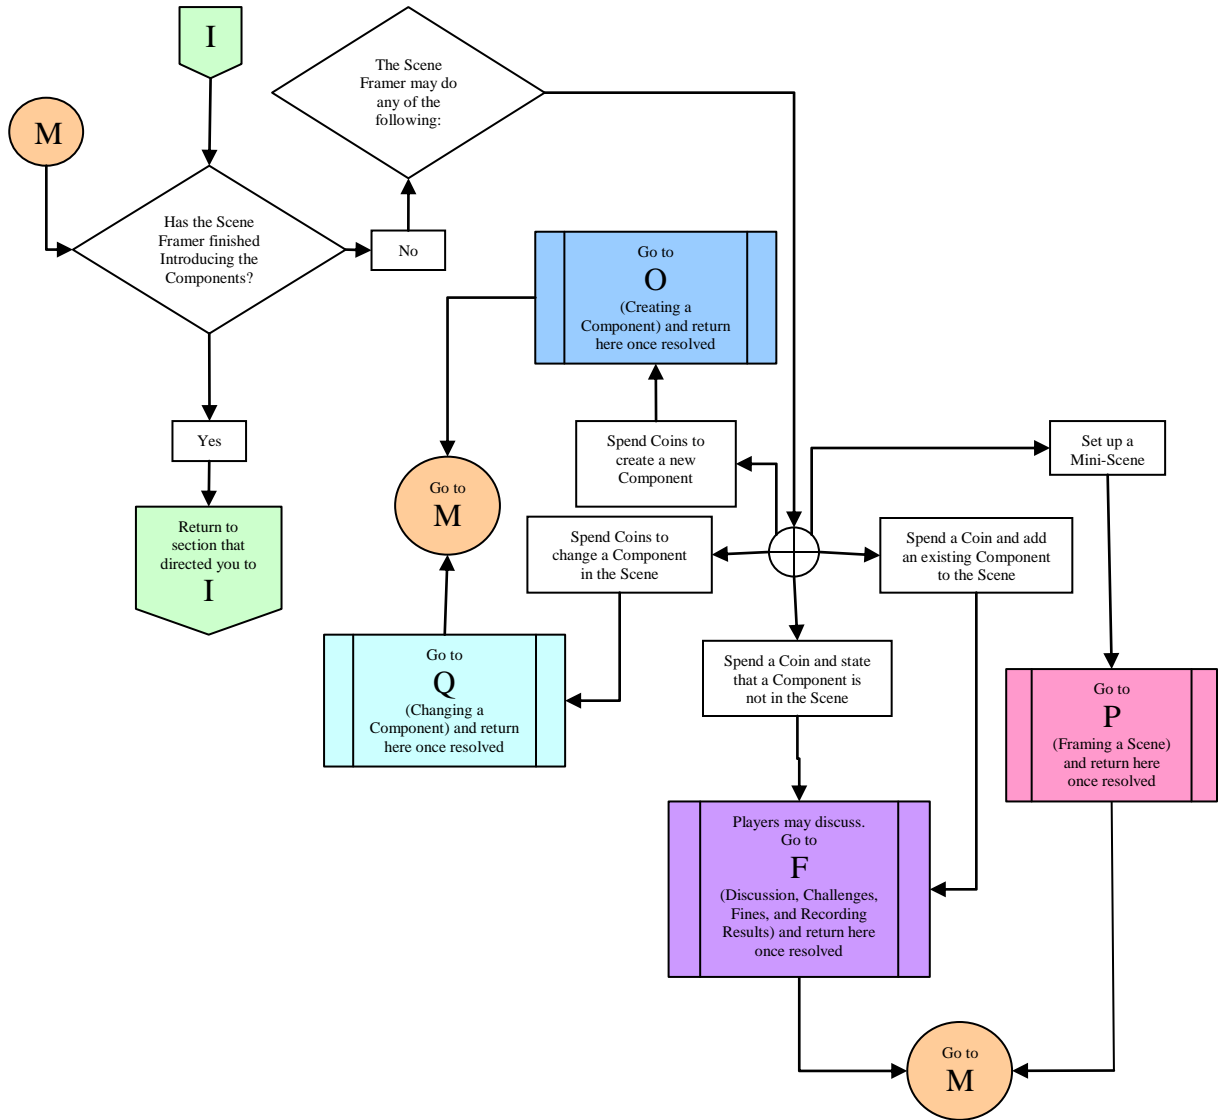 I
The Scene
Framer may do
any of the
following:
M
Has the Scene
Framer finished
Introducing the
Components?
No
Go to
O
(Creating a
Component) and return
here once resolved
Yes
Spend Coins to
create a new
Component
Set up a
Mini-Scene
Go to
M
Return to
section that
directed you to
I
Spend Coins to
change a Component
in the Scene
Spend a Coin and add
an existing Component
to the Scene
Go to
Q
(Changing a
Component) and return
here once resolved
Spend a Coin and state
that a Component is
not in the Scene
Go to
P
(Framing a Scene)
and return here
once resolved
Players may discuss.
Go to
F
(Discussion, Challenges,
Fines, and Recording
Results) and return here
once resolved
Go to
M